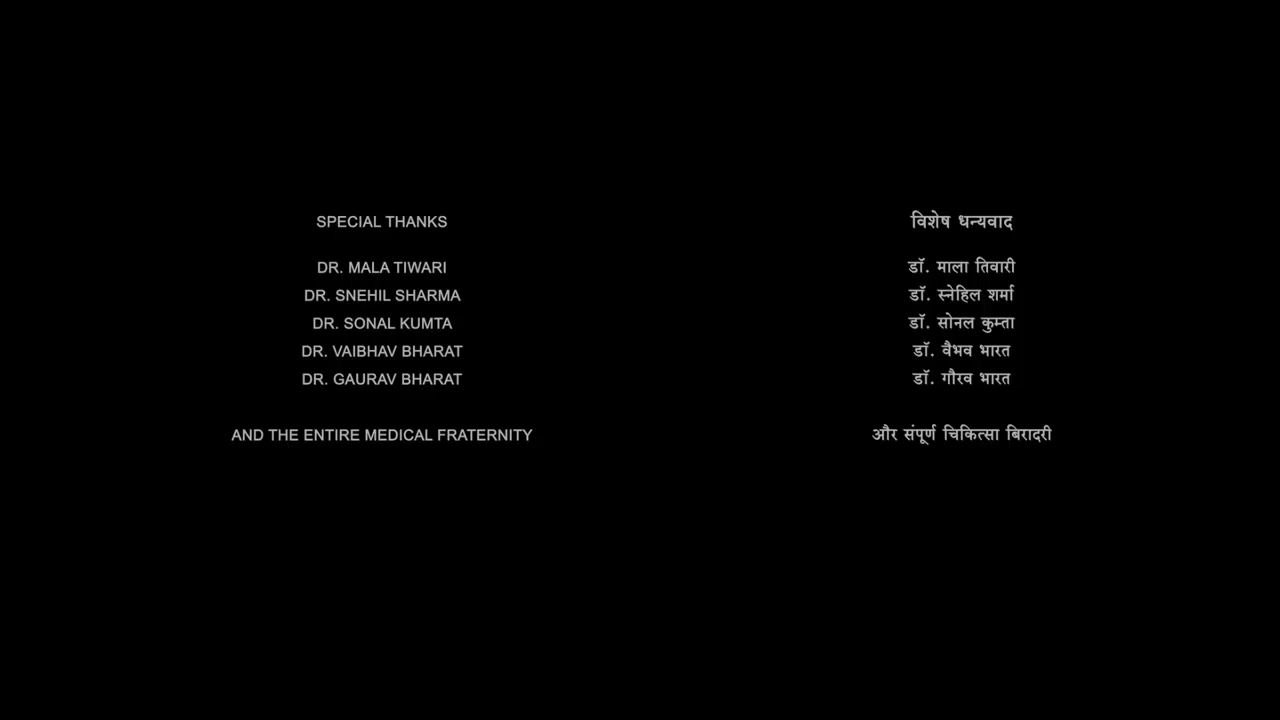 SPECIAL THANKS
DR. MALA TIWARI
DR. SNEHIL SHARMA
DR. SONAL KUMTA
DR. VAIBHAV BHARAT
DR. GAURAV BHARAT
AND THE ENTIRE MEDICAL FRATERNITY
विशेष धन्यवाद
डॉ. माला तिवारी
डॉ. स्नेहिल शर्मा
डॉ. सोनल कुम्ता
डॉ. वैभव भारत
डॉ. गौरव भारत
और संपूर्ण चिकित्सा बिरादरी